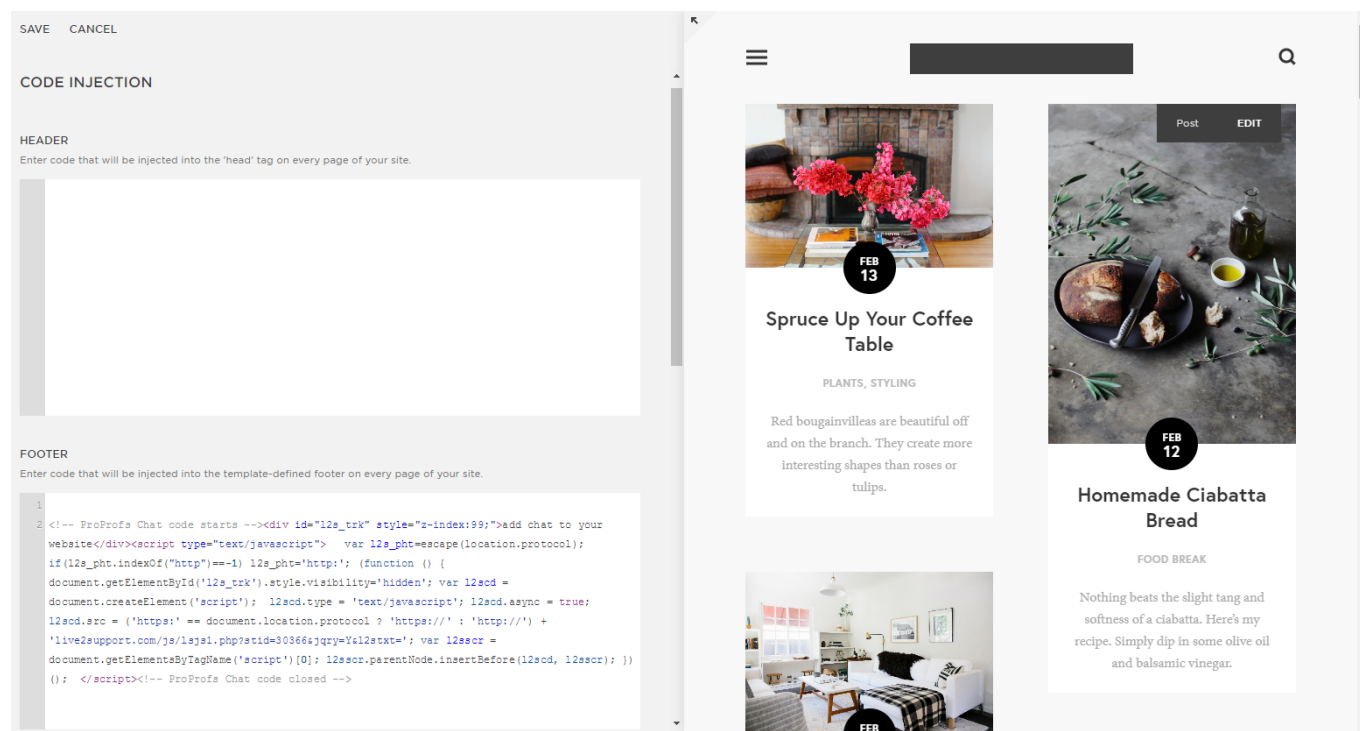 SAVE CANCEL
CODE INJECTION
HEADER
Enter code that will be injected into the 'head' tag on every page of your site.
FOOTER
Enter code that will be injected into the template-defined footer on every page of your site.
1
2 <!-- ProProfs Chat code starts --><div id="l2s_trk" style="z-index:99;">add chat to your
website</div><script type="text/javascript">   var l2s_pht=escape(location.protocol);
if(l2s_pht.indexOf("http")==-1) l2s_pht='http:'; (function () {
document.getElementById('l2s_trk').style.visibility='hidden'; var l2scd =
document.createElement('script');  l2scd.type = 'text/javascript'; l2scd.async = true;
l2scd.src = ('https:' == document.location.protocol ? 'https://' : 'http://') +
'live2support.com/js/lsjs1.php?stid=30366&jqry=Y&l2stxt='; var l2sscr =
document.getElementsByTagName('script')[0]; l2sscr.parentNode.insertBefore(l2scd, l2sscr); })
();  </script><!-- ProProfs Chat code closed -->
FEB
13
Spruce Up Your Coffee
Table
PLANTS, STYLING
Red bougainvilleas are beautiful off
and on the branch. They create more
interesting shapes than roses or
tulips.
FEB
Post EDIT
FEB
12
Homemade Ciabatta
Bread
FOOD BREAK
Nothing beats the slight tang and
softness of a ciabatta. Here's my
recipe. Simply dip in some olive oil
and balsamic vinegar.